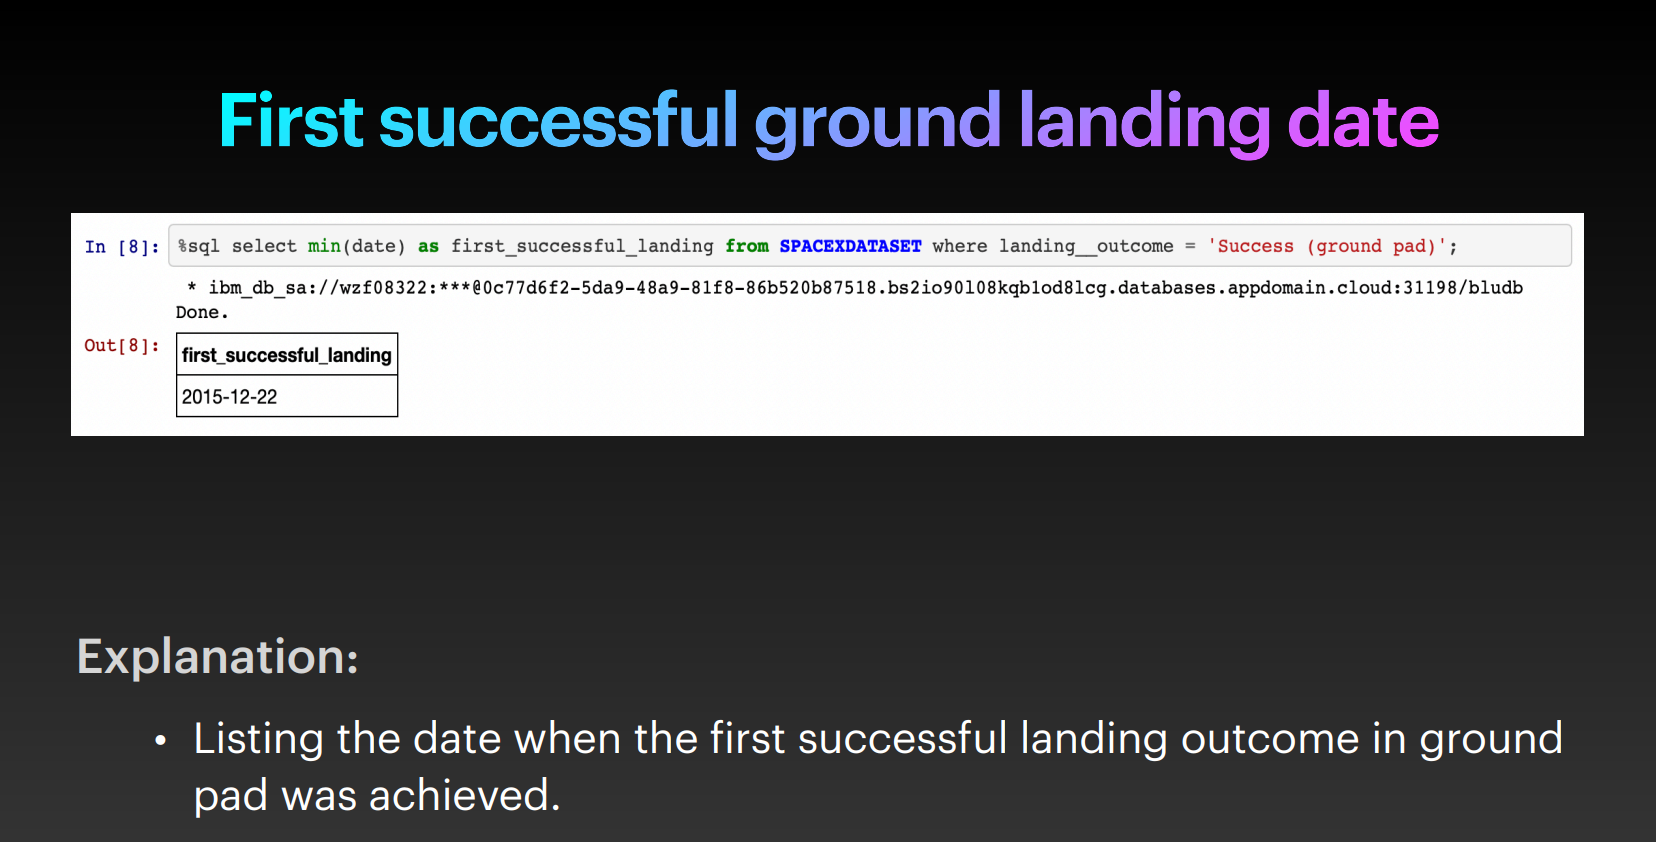 First successful ground landing date
In [8]: %sql select min(date) as first_successful_landing from SPACEXDATASET where landing__outcome = 'Success (ground pad)';
* ibm_db_sa://wzf08322:***@0c77d6f2-5da9-48a9-81f8-86b520b87518.bs2io90l08kqb1od8lcg.databases.appdomain.cloud:31198/bludb
Done.
Out[8]: first_successful_landing
2015-12-22
Explanation:
• Listing the date when the first successful landing outcome in ground
pad was achieved.